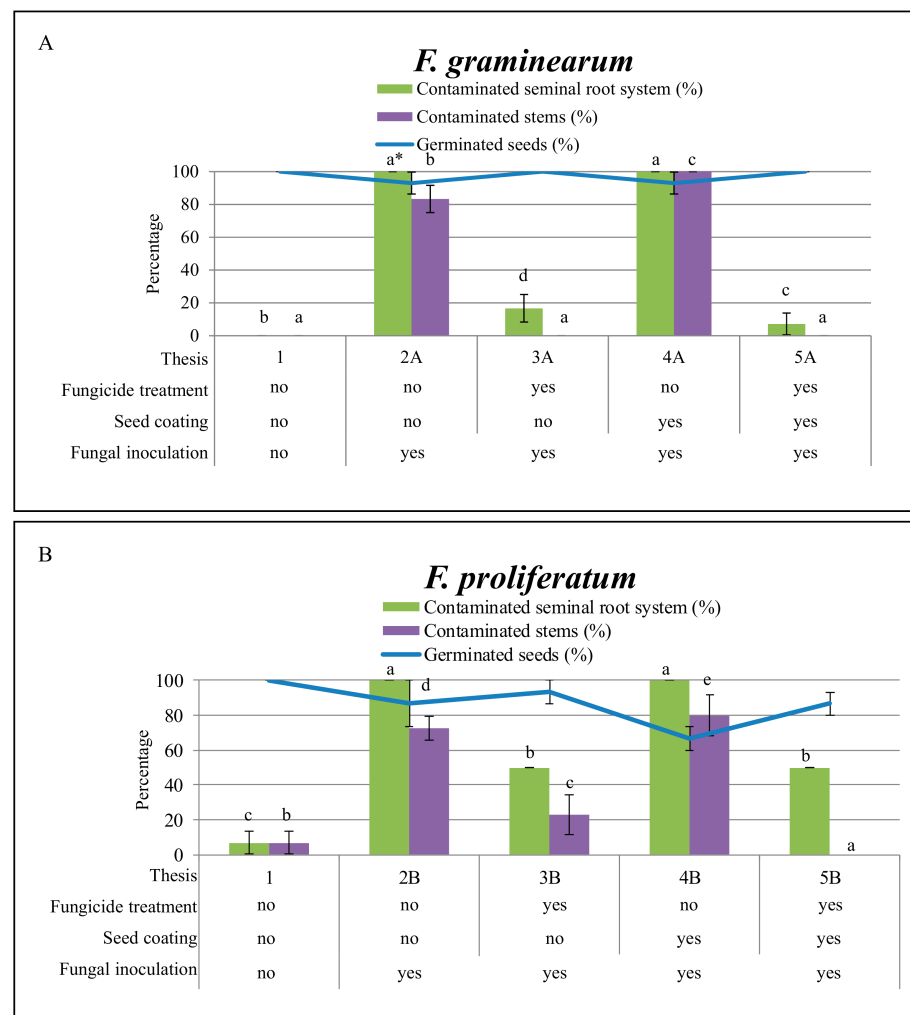 A
F. graminearum
Contaminated seminal root system (%)
Contaminated stems (%)
Germinated seeds (%)
Percentage
100
80
60
40
20
0
b a a* b d a a c c a
Thesis 1 2A 3A 4A 5A
Fungicide treatment no no yes no yes
Seed coating no no no yes yes
Fungal inoculation no yes yes yes yes
B
F. proliferatum
Contaminated seminal root system (%)
Contaminated stems (%)
Germinated seeds (%)
Percentage
100
80
60
40
20
0
c b a d b c a e b a
Thesis 1 2B 3B 4B 5B
Fungicide treatment no no yes no yes
Seed coating no no no yes yes
Fungal inoculation no yes yes yes yes